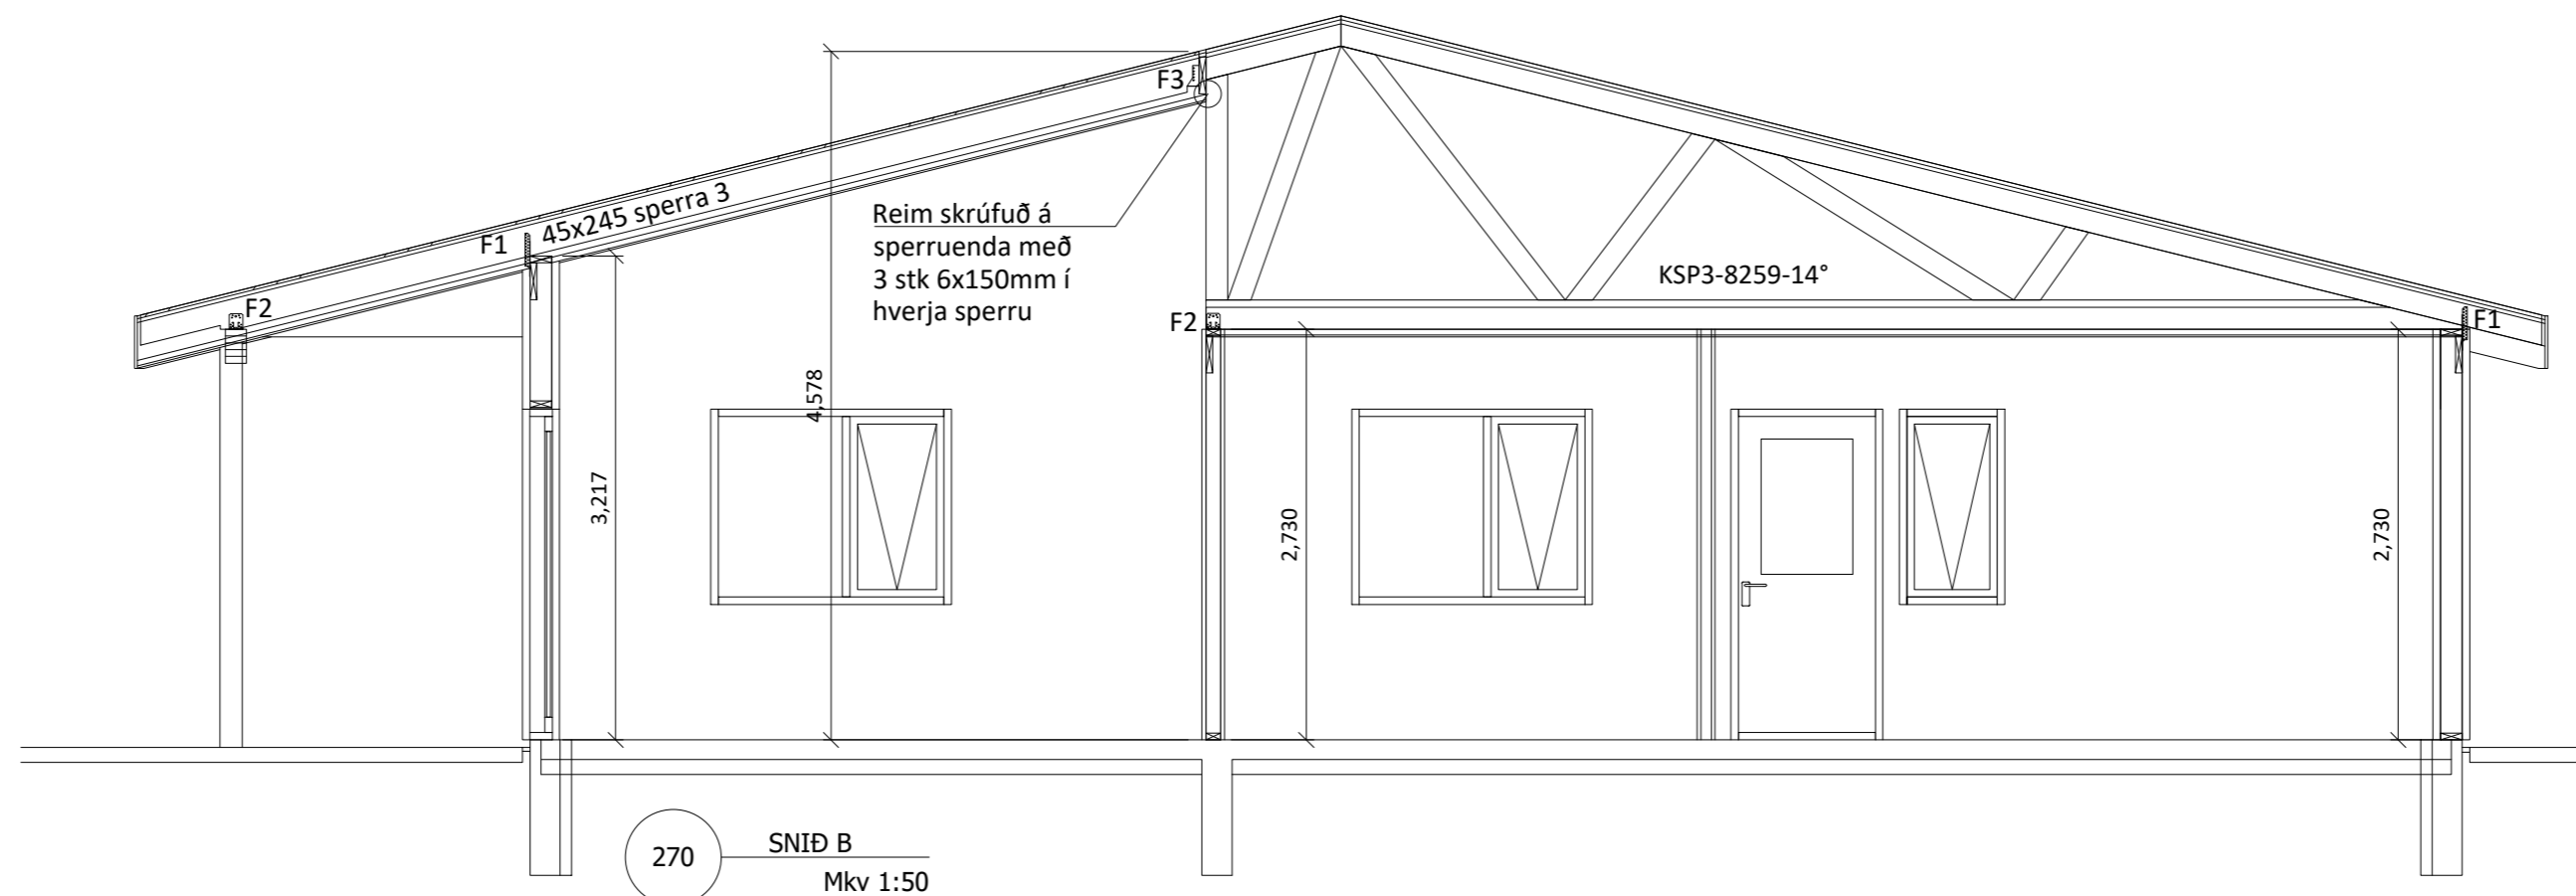 F3
45x245 sperra 3
F1
F2
Reim skrúfuð á
sperruenda með
3 stk 6x150mm í
hverja sperru
KSP3-8259-14°
F2
F1
4,578
3,217
2,730
2,730
270
SNIÐ B
Mkv 1:50